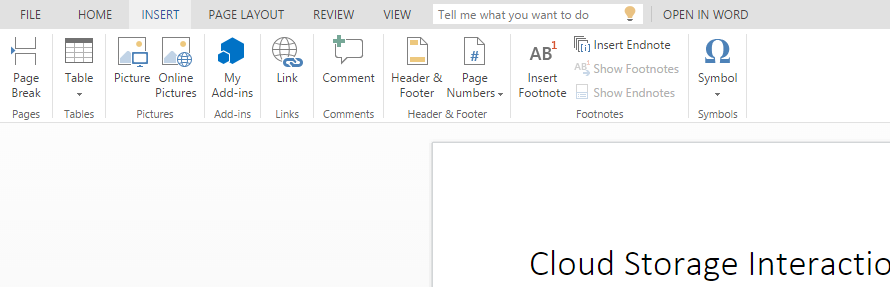 FILE HOME INSERT PAGE LAYOUT REVIEW VIEW Tell me what you want to do OPEN IN WORD
Page
Break
Pages
Table
Tables
Picture
Online
Pictures
Pictures
My
Add-ins
Add-ins
Link
Links
Comment
Comments
Header &
Footer
Page
Numbers
#
Header & Footer
AB1
Insert
Footnote
Insert Endnote
AB1
Show Footnotes
Show Endnotes
Footnotes
Ω
Symbol
Symbols
Cloud Storage Interactio